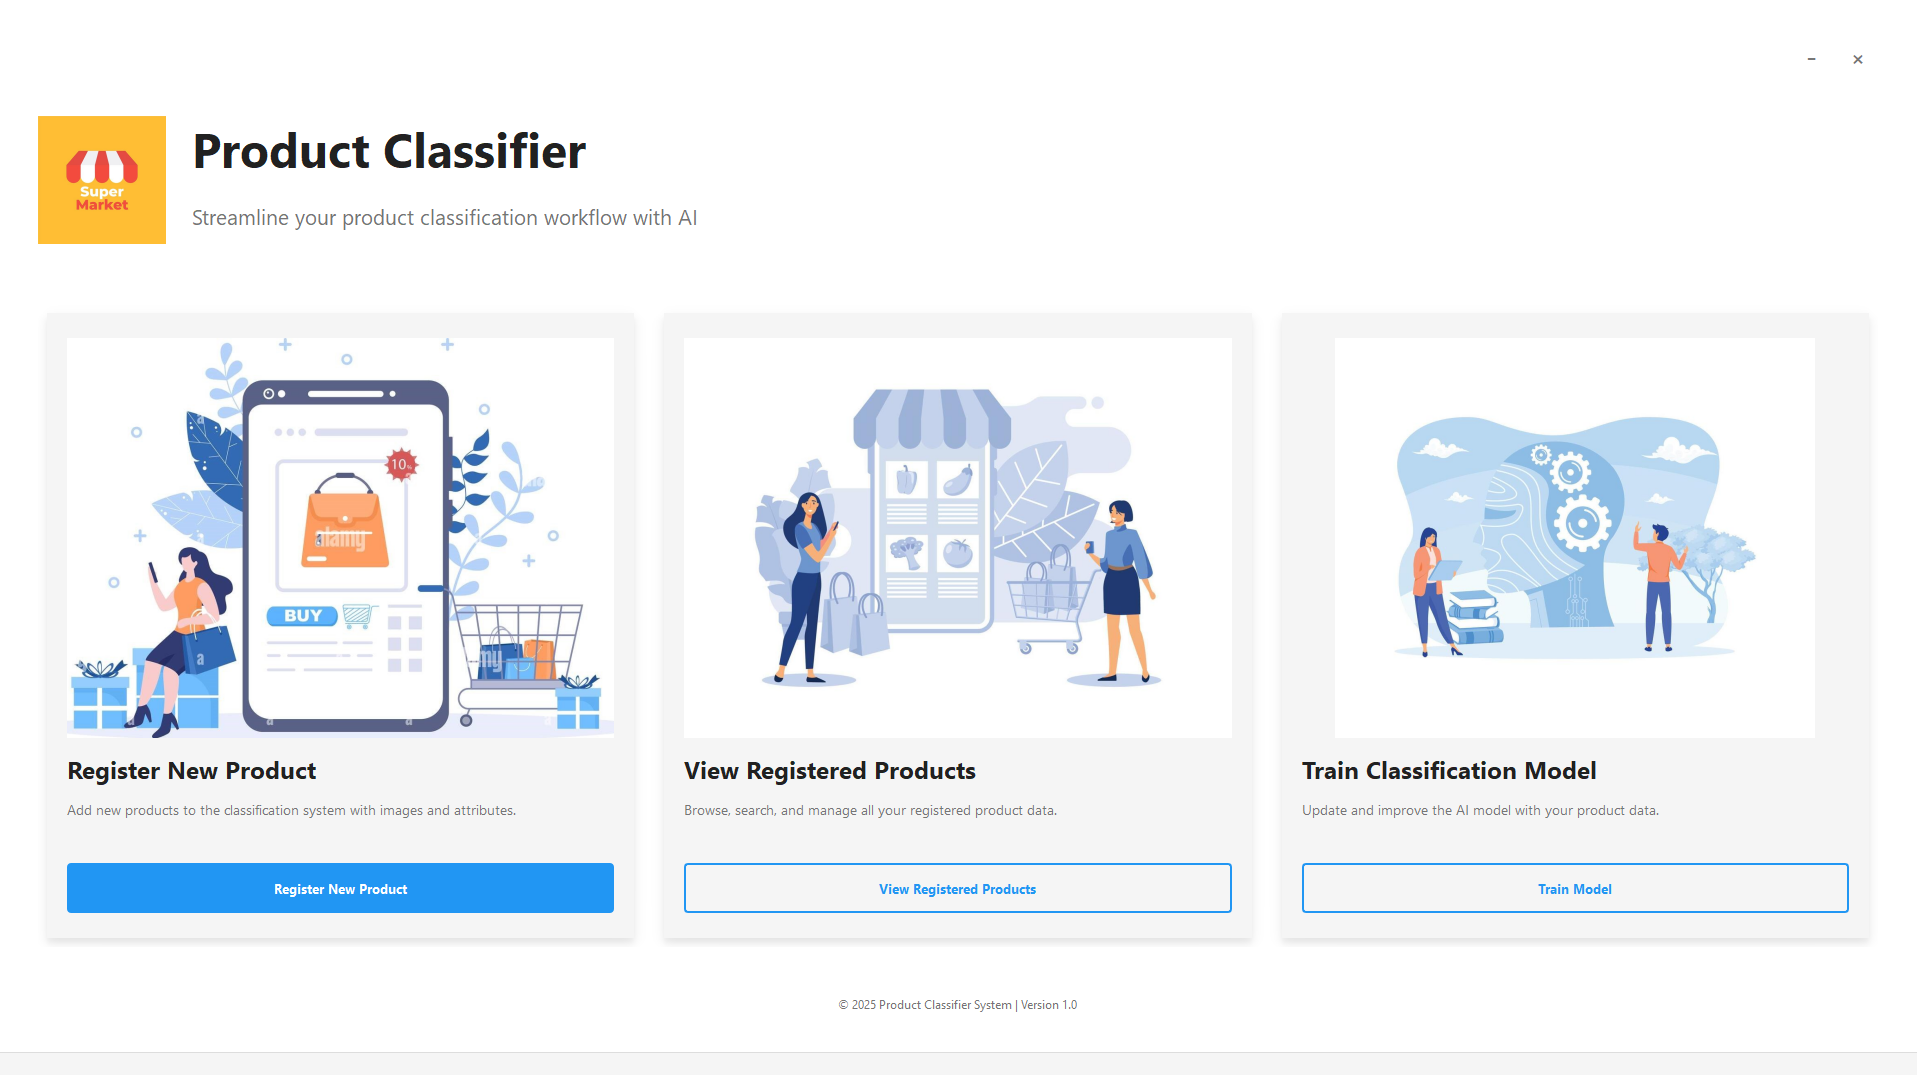 Super
Market
Product Classifier
Streamline your product classification workflow with AI
10%
alamy
BUY
Register New Product
Add new products to the classification system with images and attributes.
Register New Product
View Registered Products
Browse, search, and manage all your registered product data.
View Registered Products
Train Classification Model
Update and improve the AI model with your product data.
Train Model
© 2025 Product Classifier System | Version 1.0